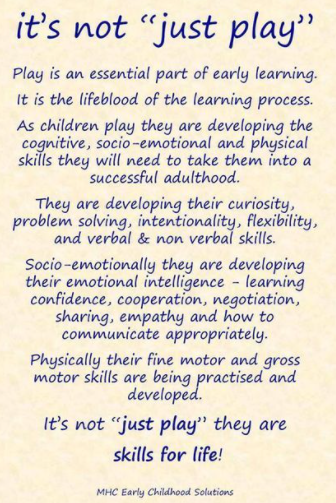 it's not “just play”
Play is an essential part of early learning.
It is the lifeblood of the learning process.
As children play they are developing the
cognitive, socio-emotional and physical
skills they will need to take them into a
successful adulthood.
They are developing their curiosity,
problem solving, intentionality, flexibility,
and verbal & non verbal skills.
Socio-emotionally they are developing
their emotional intelligence - learning
confidence, cooperation, negotiation,
sharing, empathy and how to
communicate appropriately.
Physically their fine motor and gross
motor skills are being practised and
developed.
It's not “just play” they are
skills for life!
MHC Early Childhood Solutions